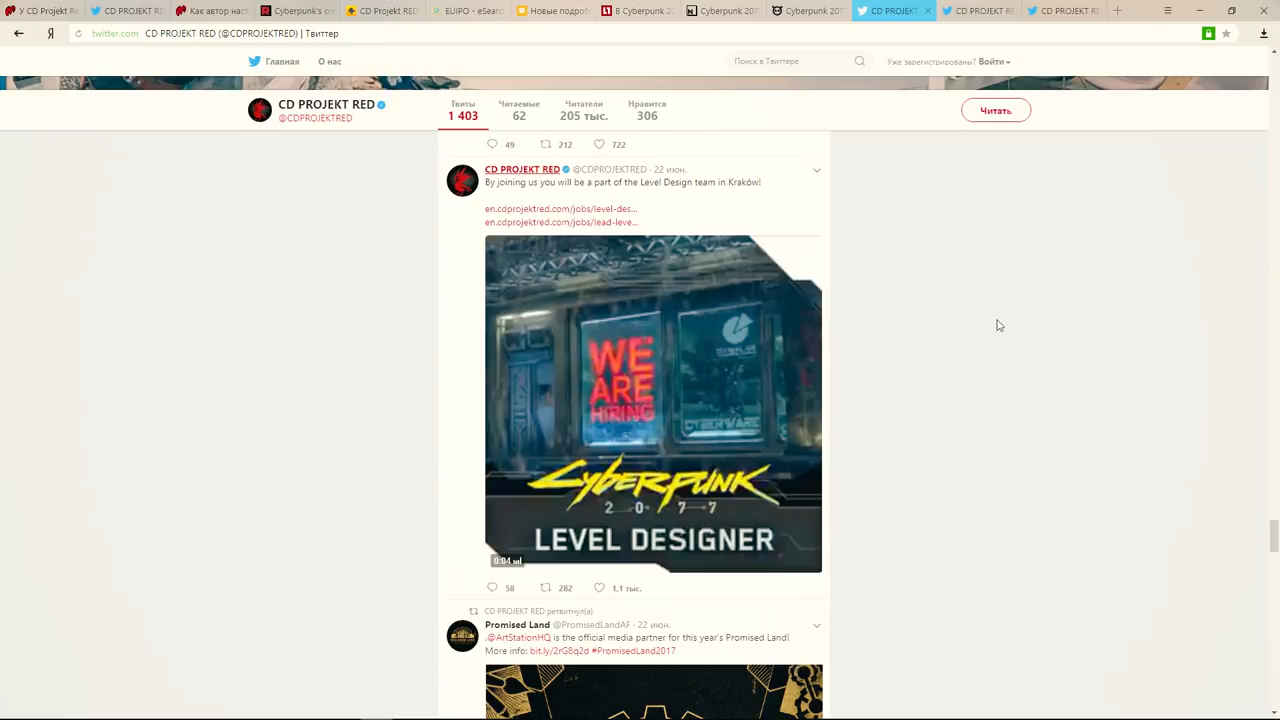 У CD Projekt Re
CD PROJEKT RE
Как автор наст
Cyberpunk's cre
CD Projekt RED
EUIPO - eSearc
Новые подроб
В Cyberpunk 20
Cyberpunk 207
Cyberpunk 207
CD PROJEKT
CD PROJEKT RE
CD PROJEKT RE
twitter.com CD PROJEKT RED (@CDPROJEKTRED) | Твиттер
Главная О нас
Поиск в Твиттере
Уже зарегистрированы? Войти
CD PROJEKT RED
@CDPROJEKTRED
Твиты Читаемые Читатели Нравится
1 403 62 205 тыс. 306
Читать
49 212 722
CD PROJEKT RED @CDPROJEKTRED · 22 июн.
By joining us you will be a part of the Level Design team in Kraków!
en.cdprojektred.com/jobs/level-des...
en.cdprojektred.com/jobs/lead-leve...
WE
ARE
HIRING
CYBERWARE
Cyberpunk
2077
LEVEL DESIGNER
0:04
58 282 1,1 тыс.
CD PROJEKT RED ретвитнул(а)
Promised Land @PromisedLandAF · 22 июн.
.@ArtStationHQ is the official media partner for this year's Promised Land!
More info: bit.ly/2rG8q2d #PromisedLand2017